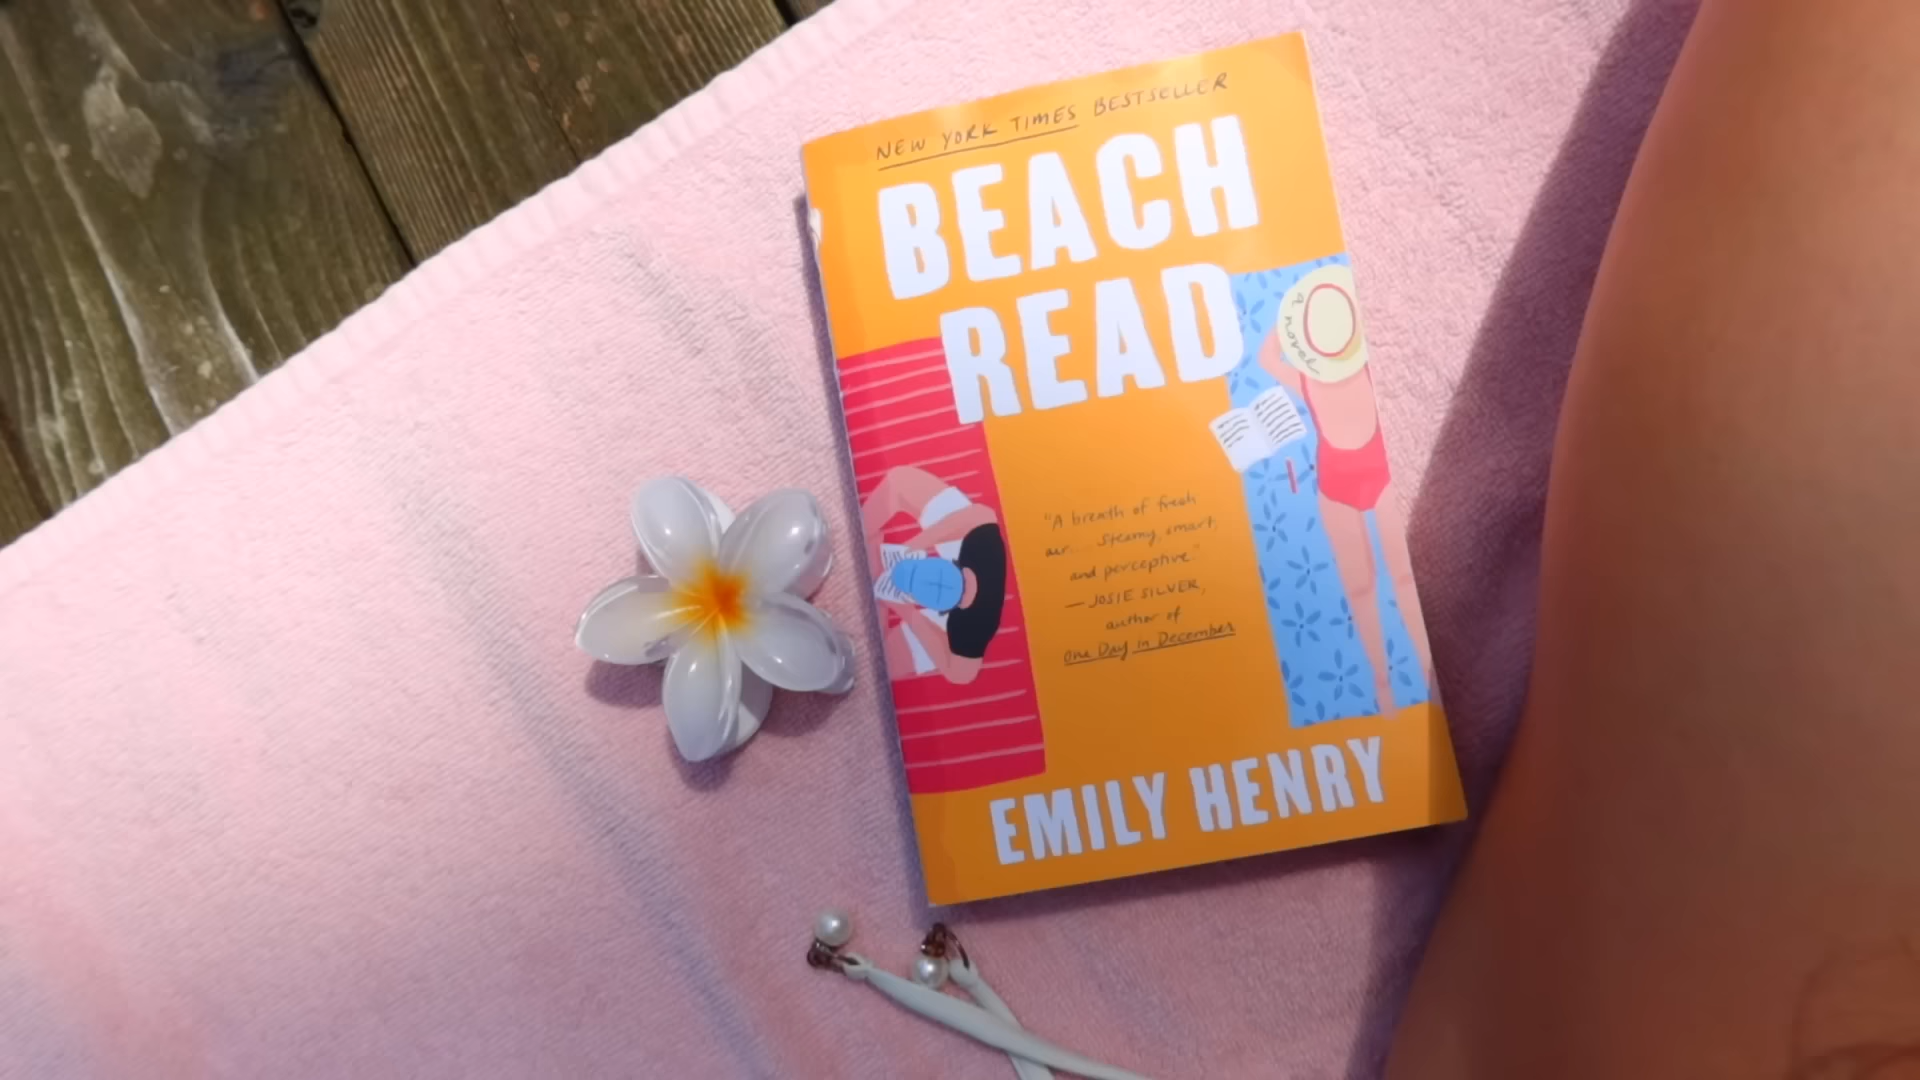 NEW YORK TIMES BESTSELLER
BEACH
READ
a novel
"A breath of fresh
air.... Steamy, smart,
and perceptive."
— JOSIE SILVER,
author of
One Day in December
EMILY HENRY